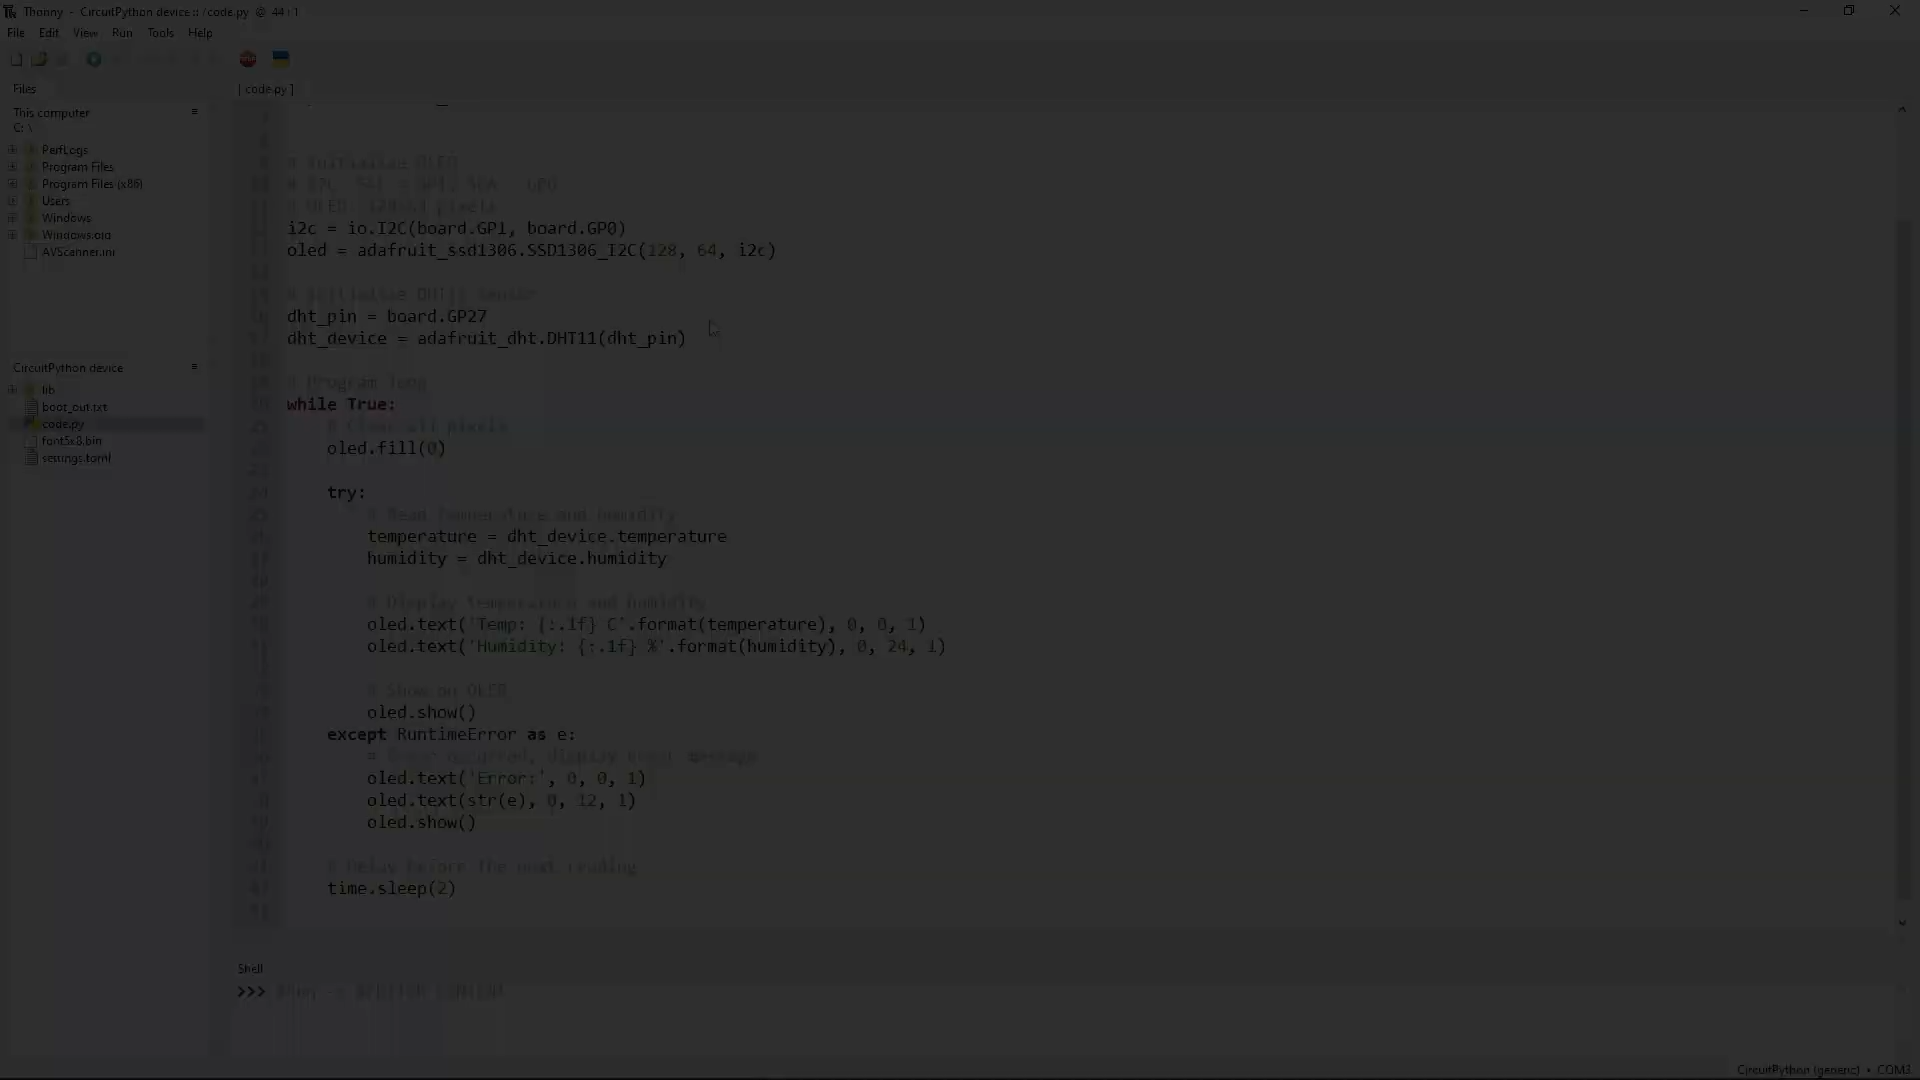 Thonny - CircuitPython device :: /code.py @ 44 : 1
File Edit View Run Tools Help
Files
This computer
C: \
PerfLogs
Program Files
Program Files (x86)
Users
Windows
Windows.old
AVScanner.ini
CircuitPython device
lib
boot_out.txt
code.py
font5x8.bin
settings.toml
[ code.py ]
# Initialize OLED
# I2C, SCL = GP1, SDA = GP0
# OLED: 128x64 pixels
i2c = io.I2C(board.GP1, board.GP0)
oled = adafruit_ssd1306.SSD1306_I2C(128, 64, i2c)
# Initialize DHT11 sensor
dht_pin = board.GP27
dht_device = adafruit_dht.DHT11(dht_pin)
# Program loop
while True:
# Clear all pixels
oled.fill(0)
try:
# Read temperature and humidity
temperature = dht_device.temperature
humidity = dht_device.humidity
# Display temperature and humidity
oled.text('Temp: {:.1f} C'.format(temperature), 0, 0, 1)
oled.text('Humidity: {:.1f} %'.format(humidity), 0, 24, 1)
# Show on OLED
oled.show()
except RuntimeError as e:
# Error occurred, display error message
oled.text('Error:', 0, 0, 1)
oled.text(str(e), 0, 12, 1)
oled.show()
# Delay before the next reading
time.sleep(2)
Shell
>>> %Run -c $EDITOR_CONTENT
CircuitPython (generic) • COM3